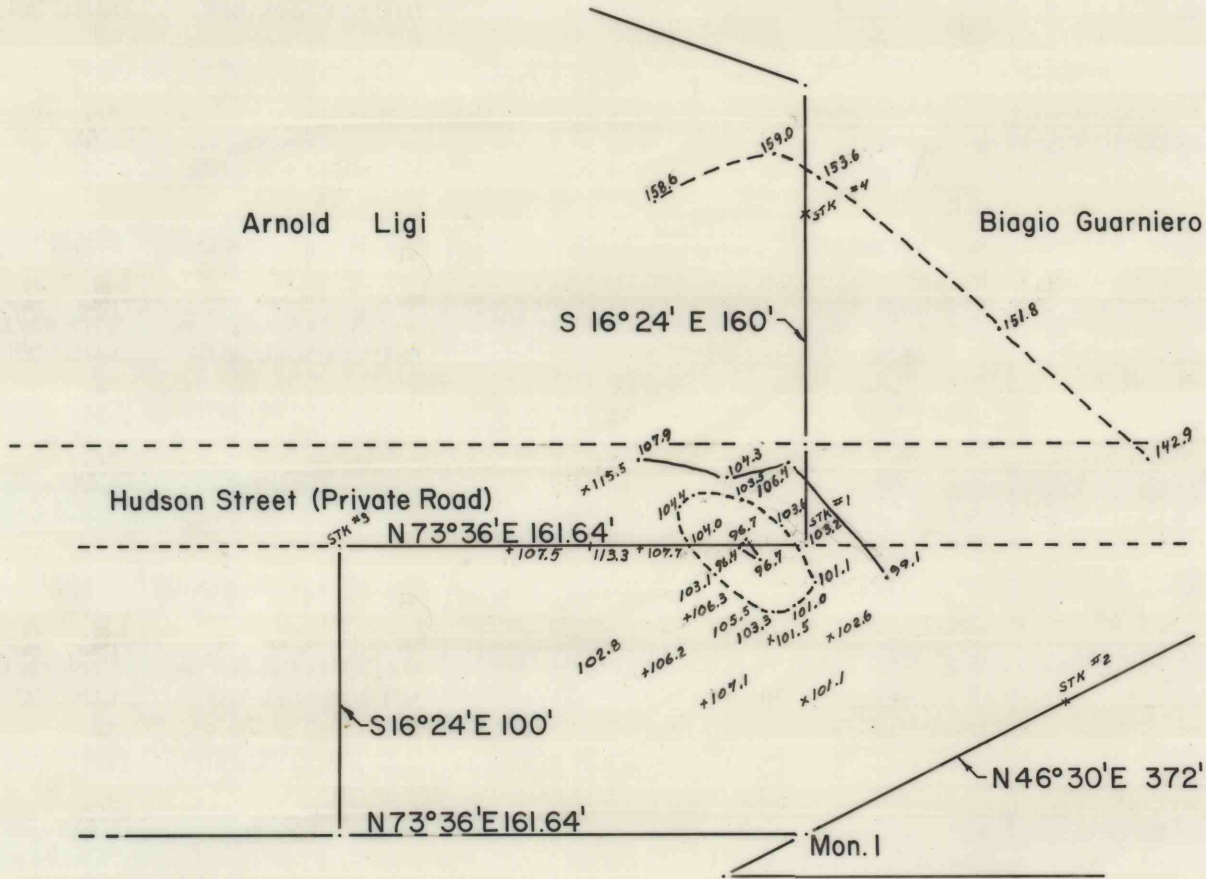 159.0
153.6
158.6
STK #4
Arnold Ligi
Biagio Guarniero
151.8
S 16°24' E 160'
142.9
107.9
104.3
×115.5
103.5
106.4
Hudson Street (Private Road)
104.4
103.6
STK #1
STK #3
N 73°36' E 161.64'
104.0
96.7
103.2
+107.5
113.3
+107.7
96.4
96.7
99.1
103.1
101.1
+106.3
105.5
103.3
101.0
×101.5
×102.6
102.8
+106.2
+107.1
×101.1
STK #2
S16°24'E 100'
N46°30'E 372'
N73°36'E161.64'
Mon. 1